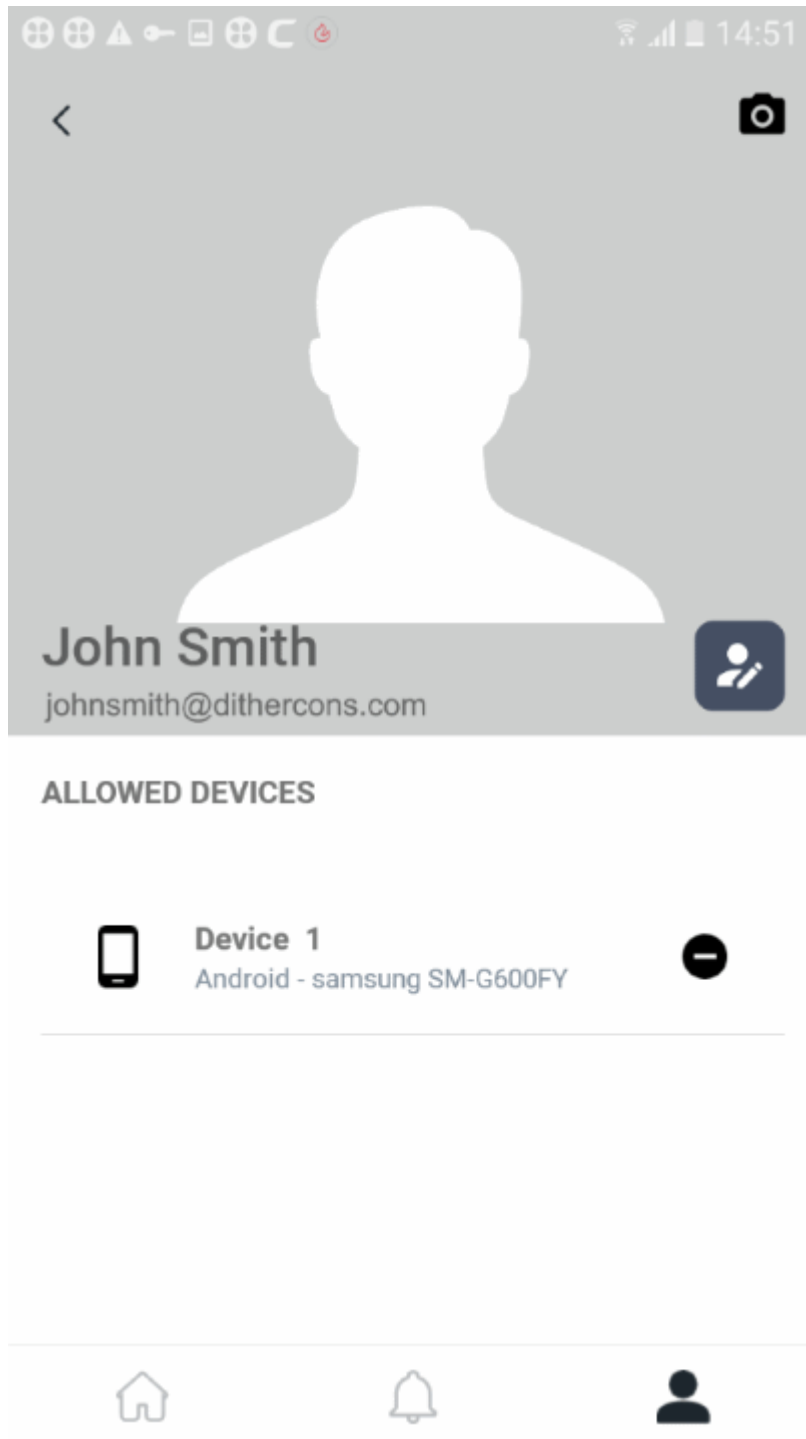 14:51
John Smith
johnsmith@dithercons.com
ALLOWED DEVICES
Device 1
Android - samsung SM-G600FY